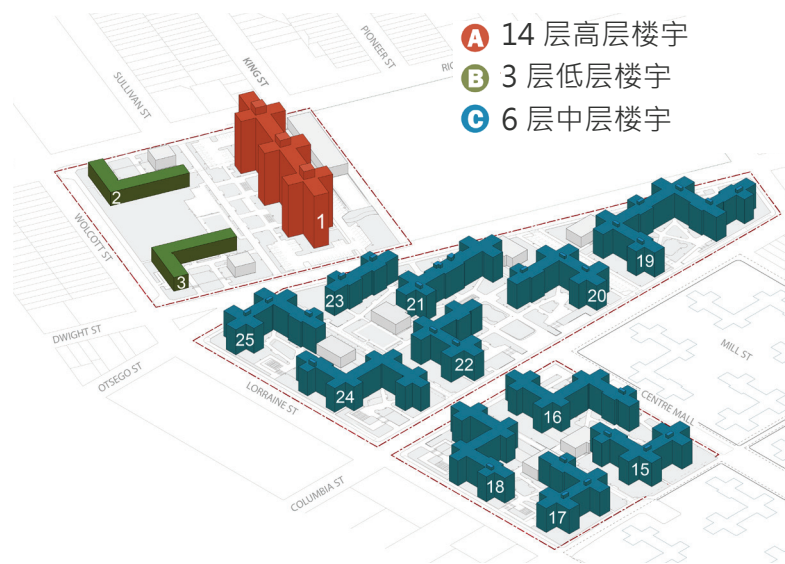 A 14 层高层楼宇
B 3 层低层楼宇
C 6 层中层楼宇
PIONEER ST
KING ST
RIC
SULLIVAN ST
WOLCOTT ST
DWIGHT ST
OTSEGO ST
LORRAINE ST
COLUMBIA ST
CENTRE MALL
MILL ST
1
2
3
19
20
21
23
22
25
24
16
15
18
17